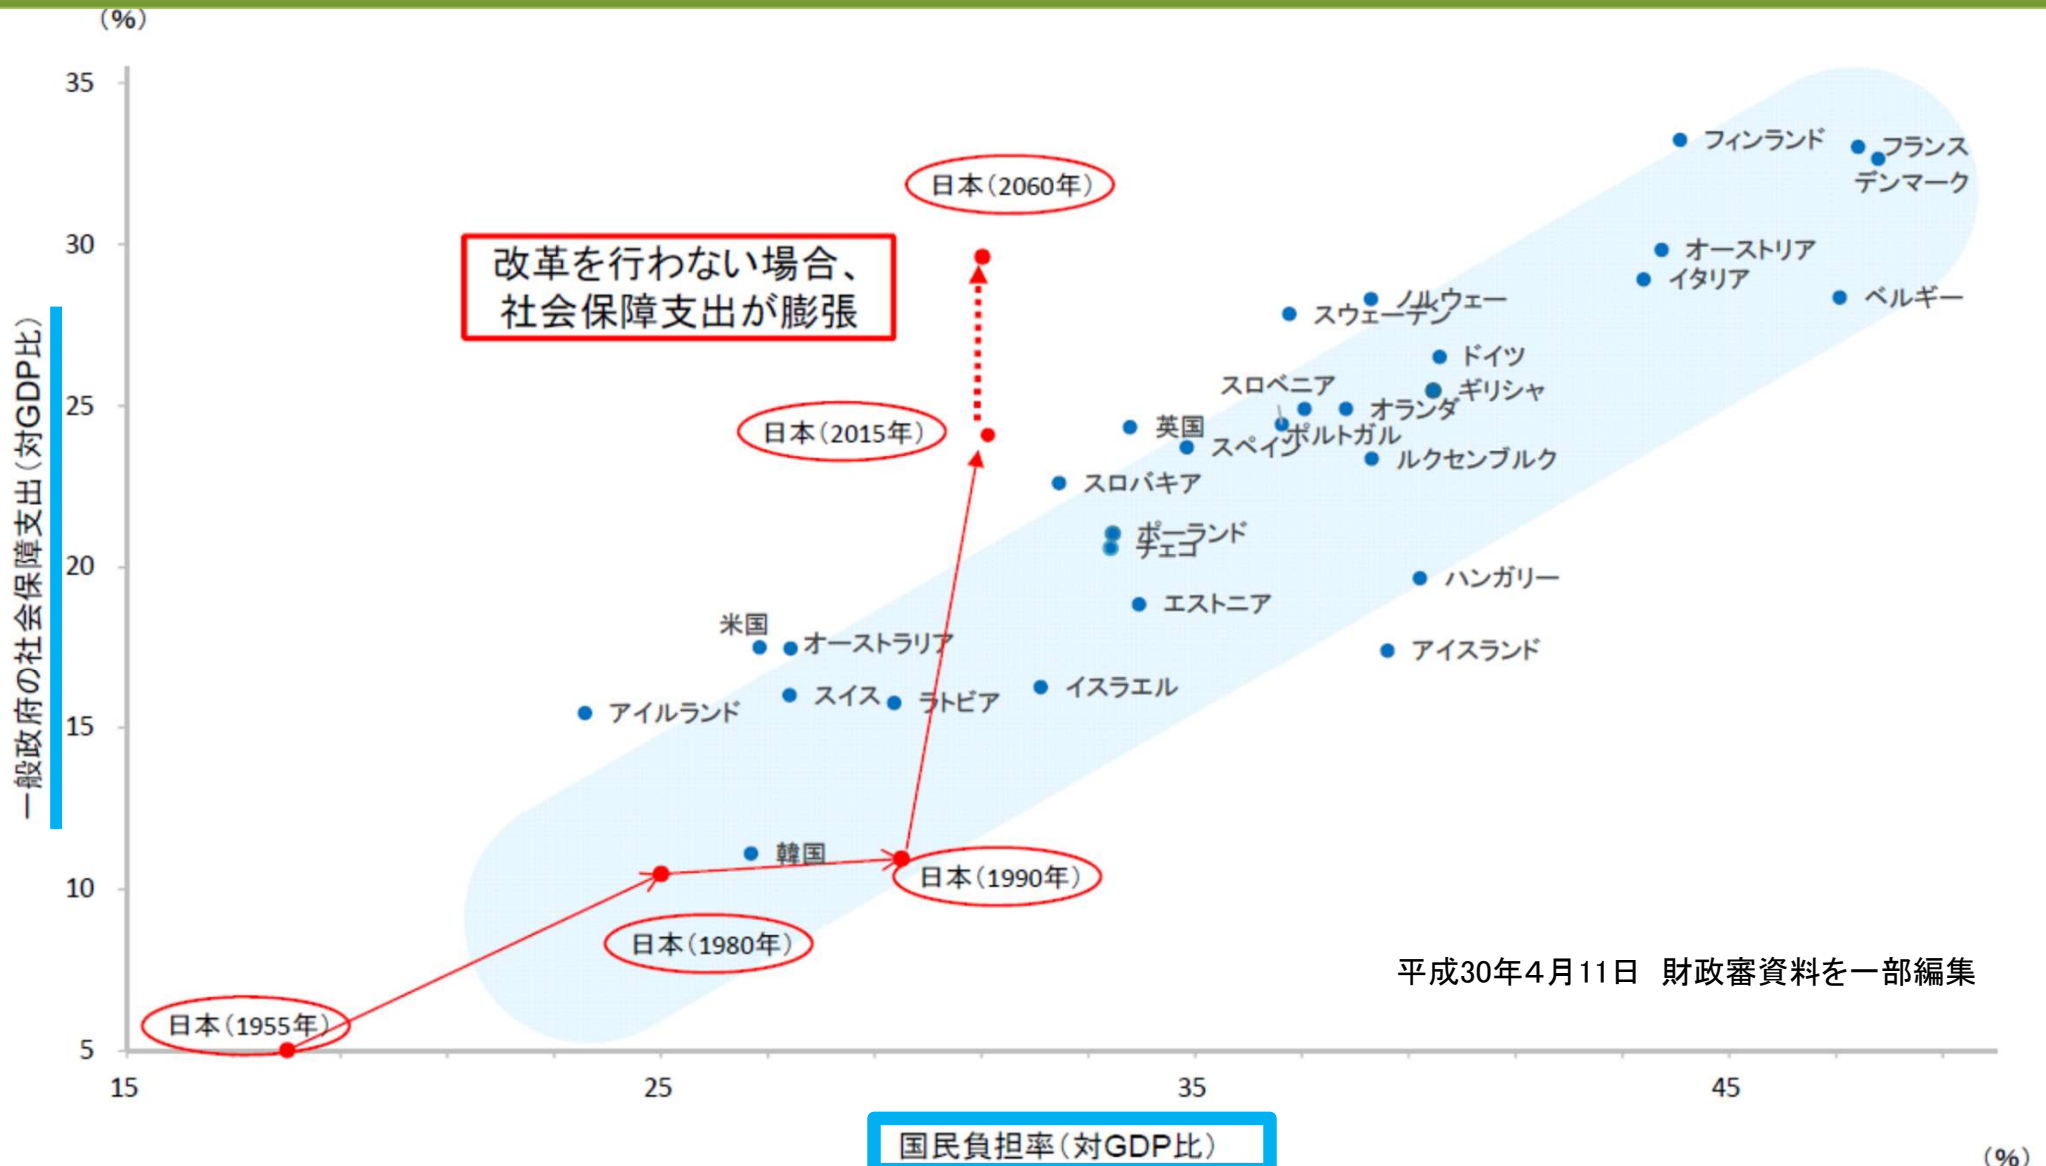 (%)
35
30
25
20
15
10
5
一般政府の社会保障支出(対GDP比)
日本(2060年)
改革を行わない場合、
社会保障支出が膨張
日本(2015年)
フィンランド
フランス
デンマーク
オーストリア
イタリア
ベルギー
ノルウェー
スウェーデン
ドイツ
スロベニア
ギリシャ
オランダ
英国
ポルトガル
スペイン
ルクセンブルク
スロバキア
ポーランド
チェコ
ハンガリー
エストニア
米国
オーストラリア
アイスランド
スイス
ラトビア
イスラエル
アイルランド
韓国
日本(1990年)
日本(1980年)
平成30年4月11日 財政審資料を一部編集
日本(1955年)
15
25
35
45
国民負担率(対GDP比)
(%)